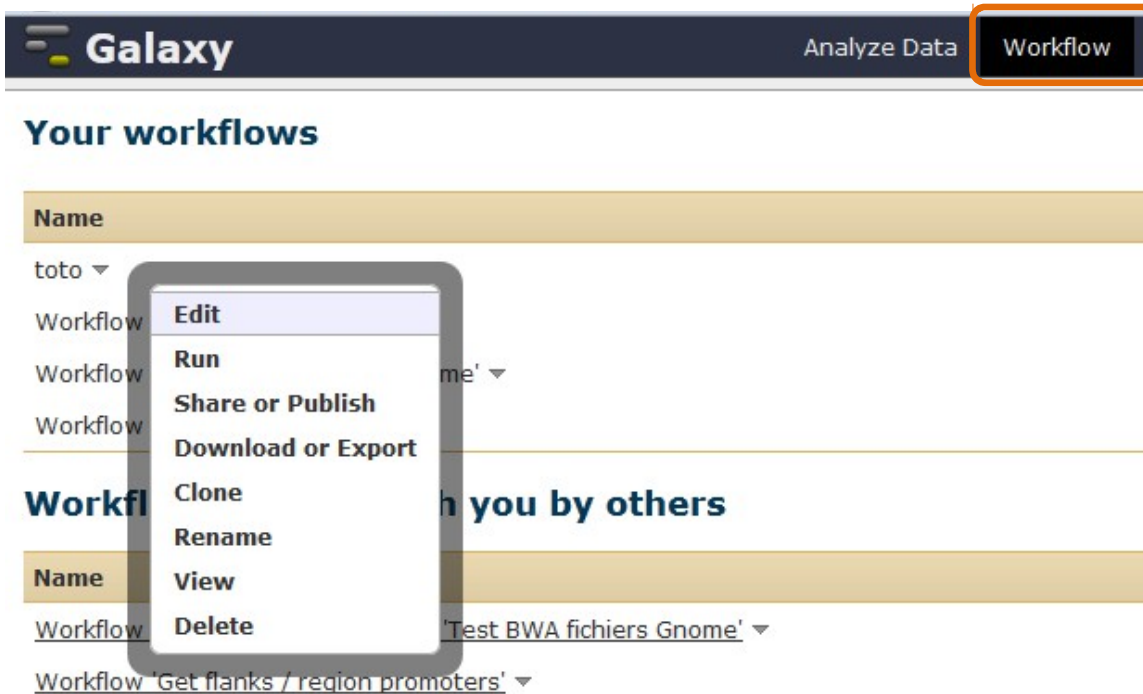 Galaxy
Analyze Data
Workflow
Your workflows
Name
toto
Workflow
Workflow me'
Workflow
Edit
Run
Share or Publish
Download or Export
Clone
Rename
View
Delete
Workfl h you by others
Name
Workflow 'Test BWA fichiers Gnome'
Workflow 'Get flanks / region promoters'